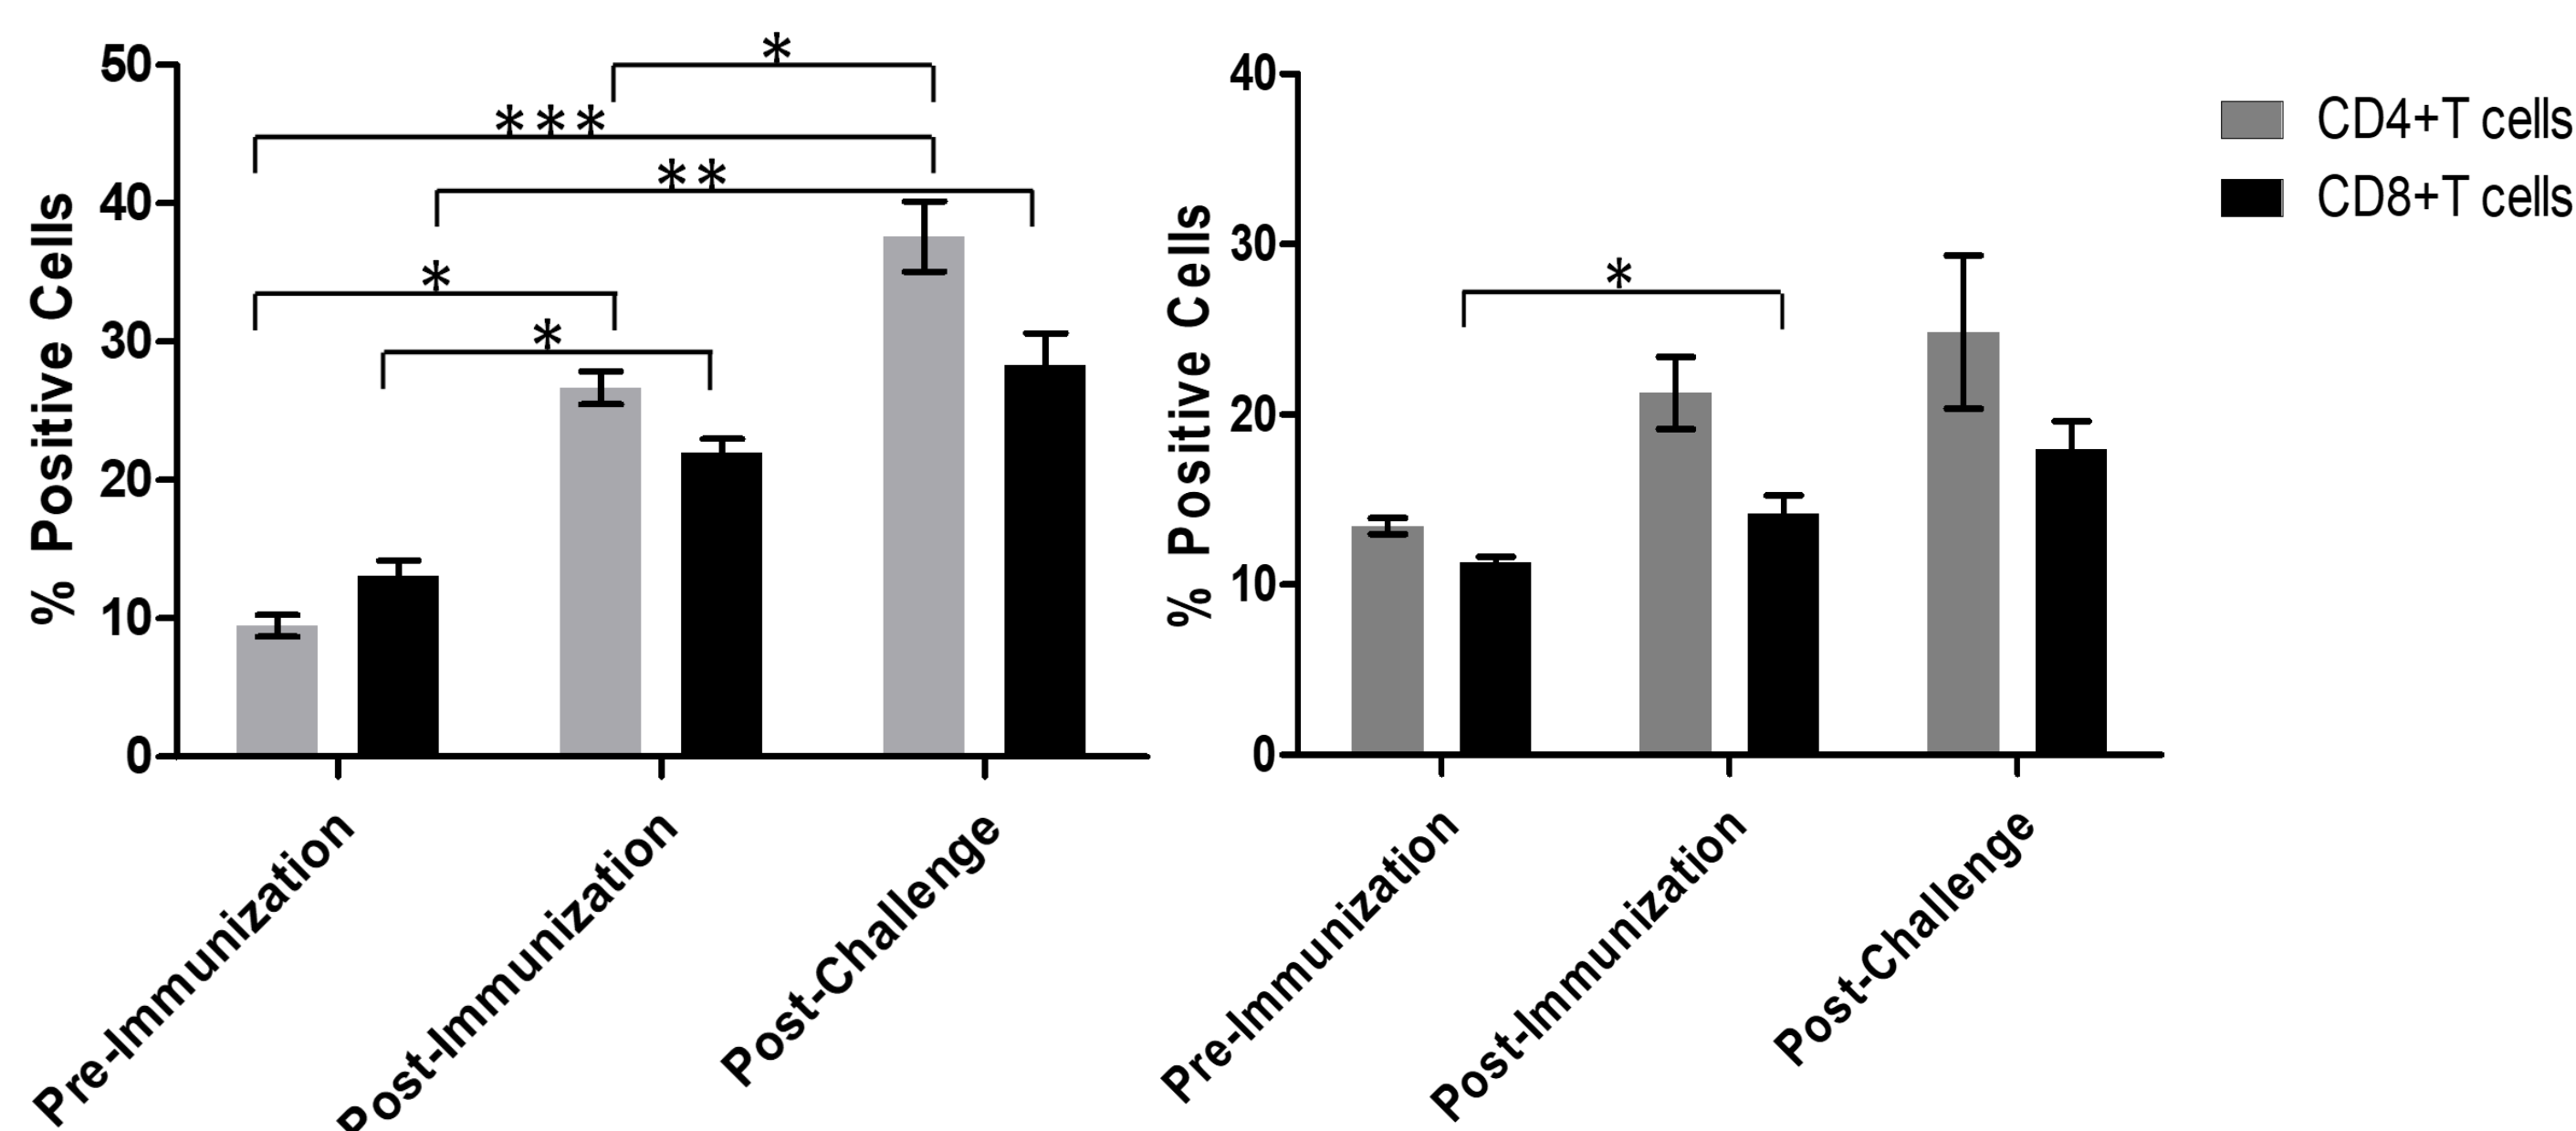 % Positive Cells
50
40
30
20
10
0
*
***
**
*
*
Pre-Immunization
Post-Immunization
Post-Challenge
% Positive Cells
40
30
20
10
0
*
Pre-Immunization
Post-Immunization
Post-Challenge
CD4+T cells
CD8+T cells